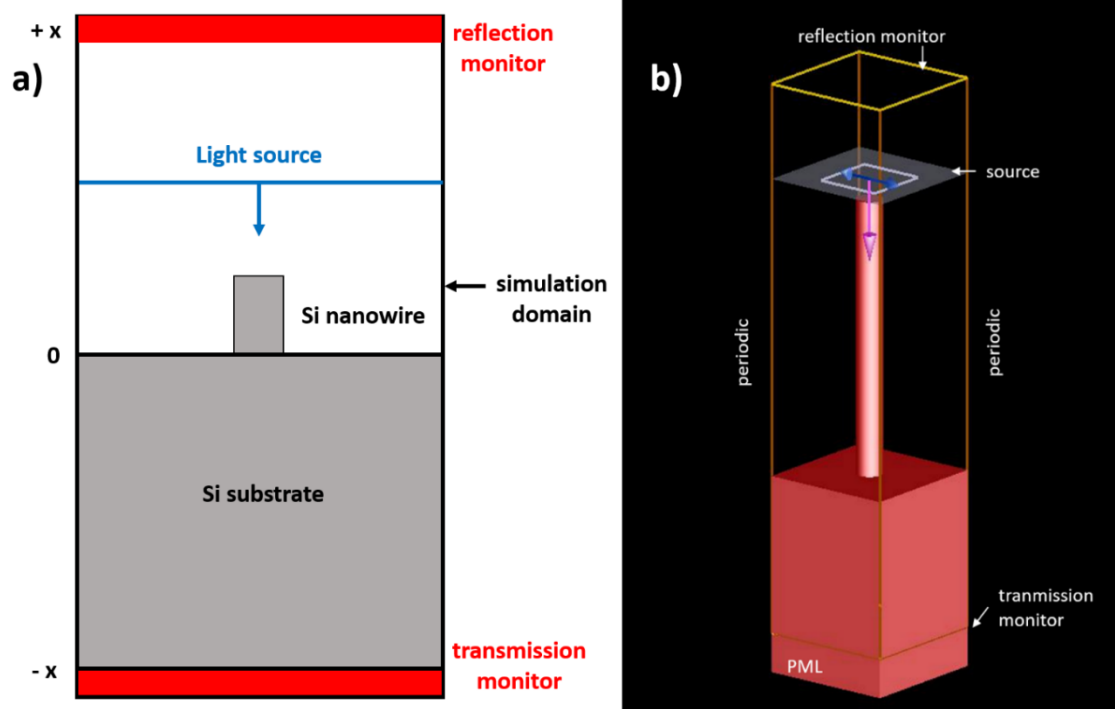 + x
reflection
monitor
a)
Light source
simulation
domain
Si nanowire
0
Si substrate
- x
transmission
monitor
reflection monitor
b)
source
periodic
periodic
tranmission
monitor
PML